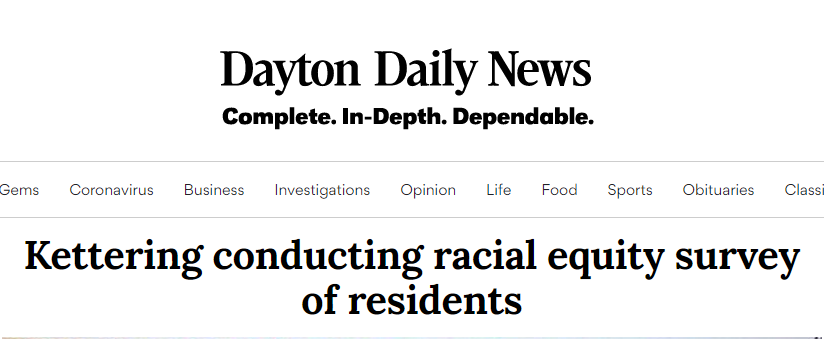 Dayton Daily News
Complete. In-Depth. Dependable.
Gems Coronavirus Business Investigations Opinion Life Food Sports Obituaries Classi
Kettering conducting racial equity survey
of residents